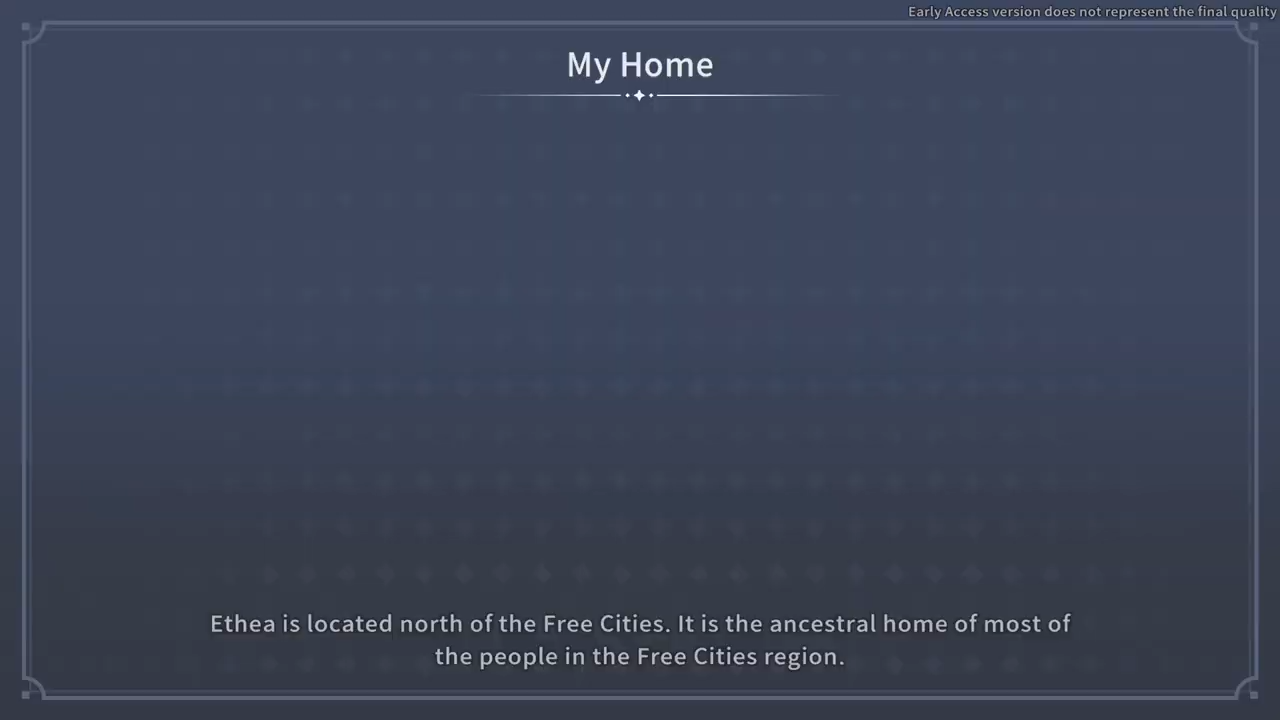 Early Access version does not represent the final quality
My Home
Ethea is located north of the Free Cities. It is the ancestral home of most of
the people in the Free Cities region.